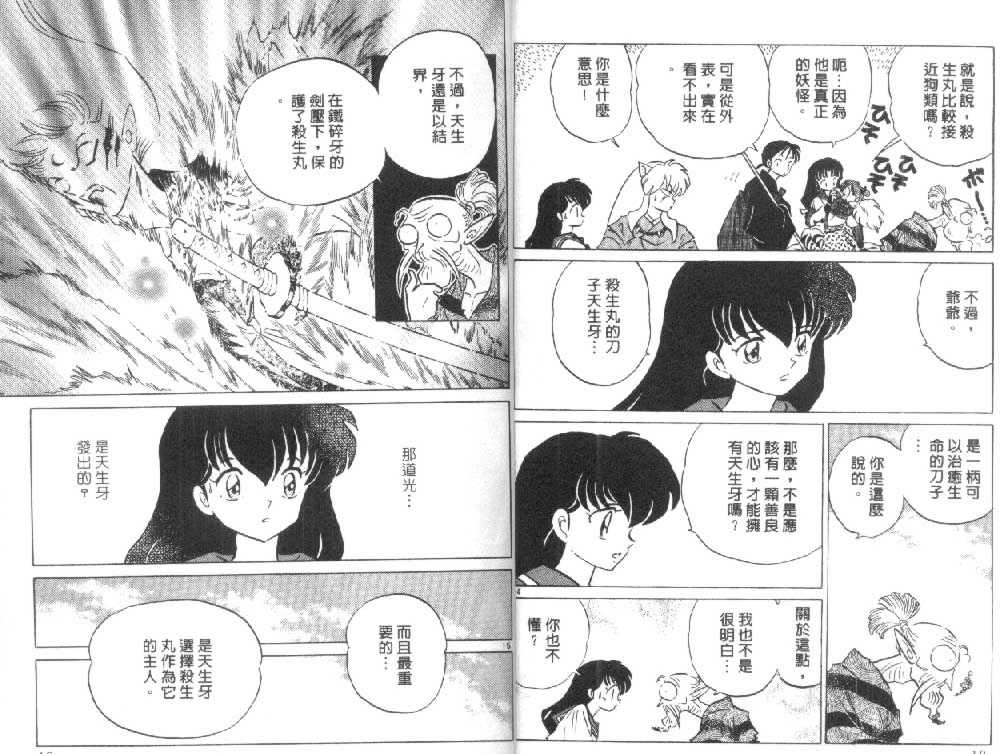 就是說，殺
生丸比較接
近狗類嗎？
呃…因為
他是真正
的妖怪。
可是從外
表，實在
看不出來
。
你是什麼
意思！
ひそ
ひそ
ひそ
不過，
爺爺。
殺生丸的刀
子天生牙…
是一柄可
以治癒生
命的刀子
…
你是這麼
說的。
那麼，不是應
該有一顆善良
的心，才能擁
有天生牙嗎？
關於這點，
我也不是
很明白…
你也不
懂？
不過，天生
牙還是以結
界，
在鐵碎牙的
劍壓下，保
護了殺生丸
。
那道光…
是天生牙
發出的？
而且最重
要的…
是天生牙
選擇殺生
丸作為它
的主人。